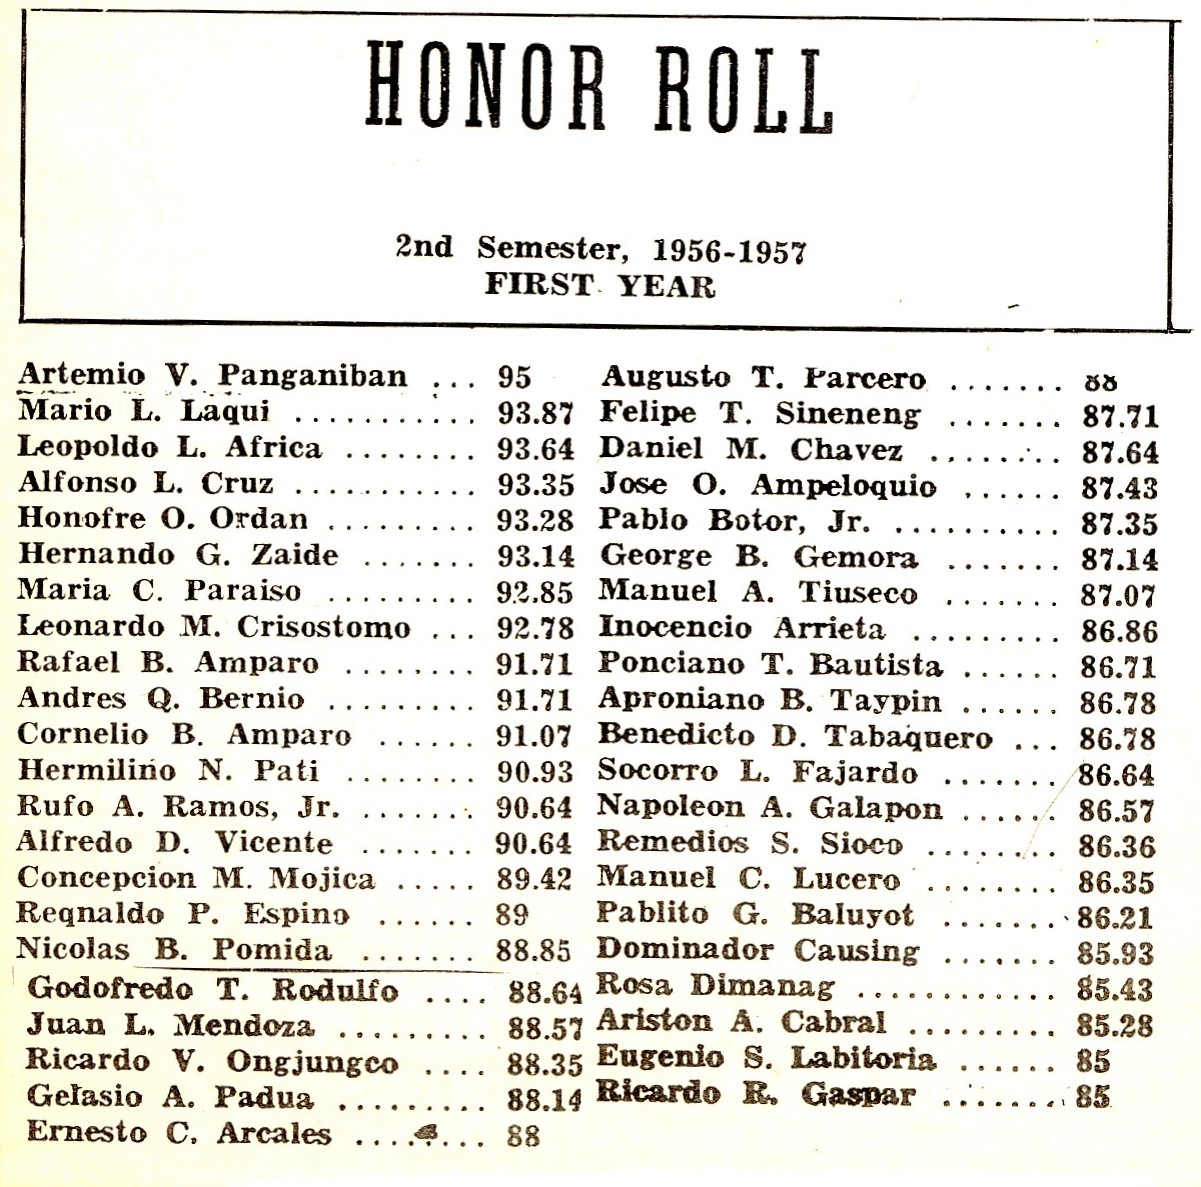 HONOR ROLL
2nd Semester, 1956-1957
FIRST YEAR
Artemio V. Panganiban ... 95
Mario L. Laqui ........... 93.87
Leopoldo L. Africa ........ 93.64
Alfonso L. Cruz ........... 93.35
Honofre O. Ordan ......... 93.28
Hernando G. Zaide ....... 93.14
Maria C. Paraiso ......... 92.85
Leonardo M. Crisostomo ... 92.78
Rafael B. Amparo ........ 91.71
Andres Q. Bernio ......... 91.71
Cornelio B. Amparo ...... 91.07
Hermilino N. Pati ........ 90.93
Rufo A. Ramos, Jr. ....... 90.64
Alfredo D. Vicente ....... 90.64
Concepcion M. Mojica ..... 89.42
Reqnaldo P. Espino ...... 89
Nicolas B. Pomida ....... 88.85
Godofredo T. Rodulfo .... 88.64
Juan L. Mendoza ......... 88.57
Ricardo V. Ongjungco .... 88.35
Gelasio A. Padua ......... 88.14
Ernesto C. Arcales ........ 88
Augusto T. Parcero ....... 88
Felipe T. Sineneng ....... 87.71
Daniel M. Chavez ........ 87.64
Jose O. Ampeloquio ...... 87.43
Pablo Botor, Jr. .......... 87.35
George B. Gemora ....... 87.14
Manuel A. Tiuseco ....... 87.07
Inocencio Arrieta ......... 86.86
Ponciano T. Bautista ...... 86.71
Aproniano B. Taypin ...... 86.78
Benedicto D. Tabaquero ... 86.78
Socorro L. Fajardo ....... 86.64
Napoleon A. Galapon ...... 86.57
Remedios S. Sioco ........ 86.36
Manuel C. Lucero ........ 86.35
Pablito G. Baluyot ....... 86.21
Dominador Causing ....... 85.93
Rosa Dimanag ............ 85.43
Ariston A. Cabral ......... 85.28
Eugenio S. Labitoria ...... 85
Ricardo R. Gaspar ....... 85